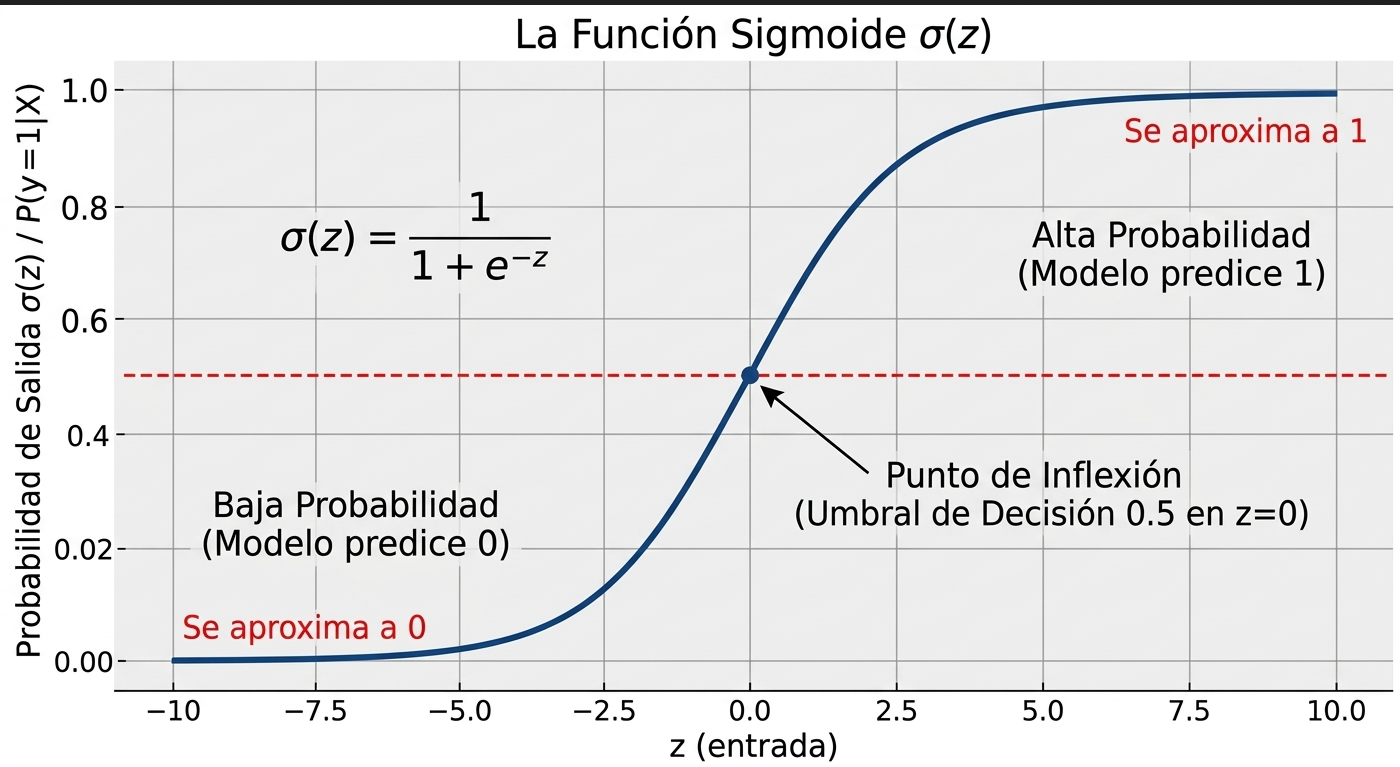 La Función Sigmoide σ(z)
Probabilidad de Salida σ(z) / P(y=1|X)
1.0
0.8
0.6
0.4
0.02
0.00
σ(z) = 1 / (1 + e^{−z})
Se aproxima a 1
Alta Probabilidad
(Modelo predice 1)
Punto de Inflexión
(Umbral de Decisión 0.5 en z=0)
Baja Probabilidad
(Modelo predice 0)
Se aproxima a 0
−10 −7.5 −5.0 −2.5 0.0 2.5 5.0 7.5 10.0
z (entrada)